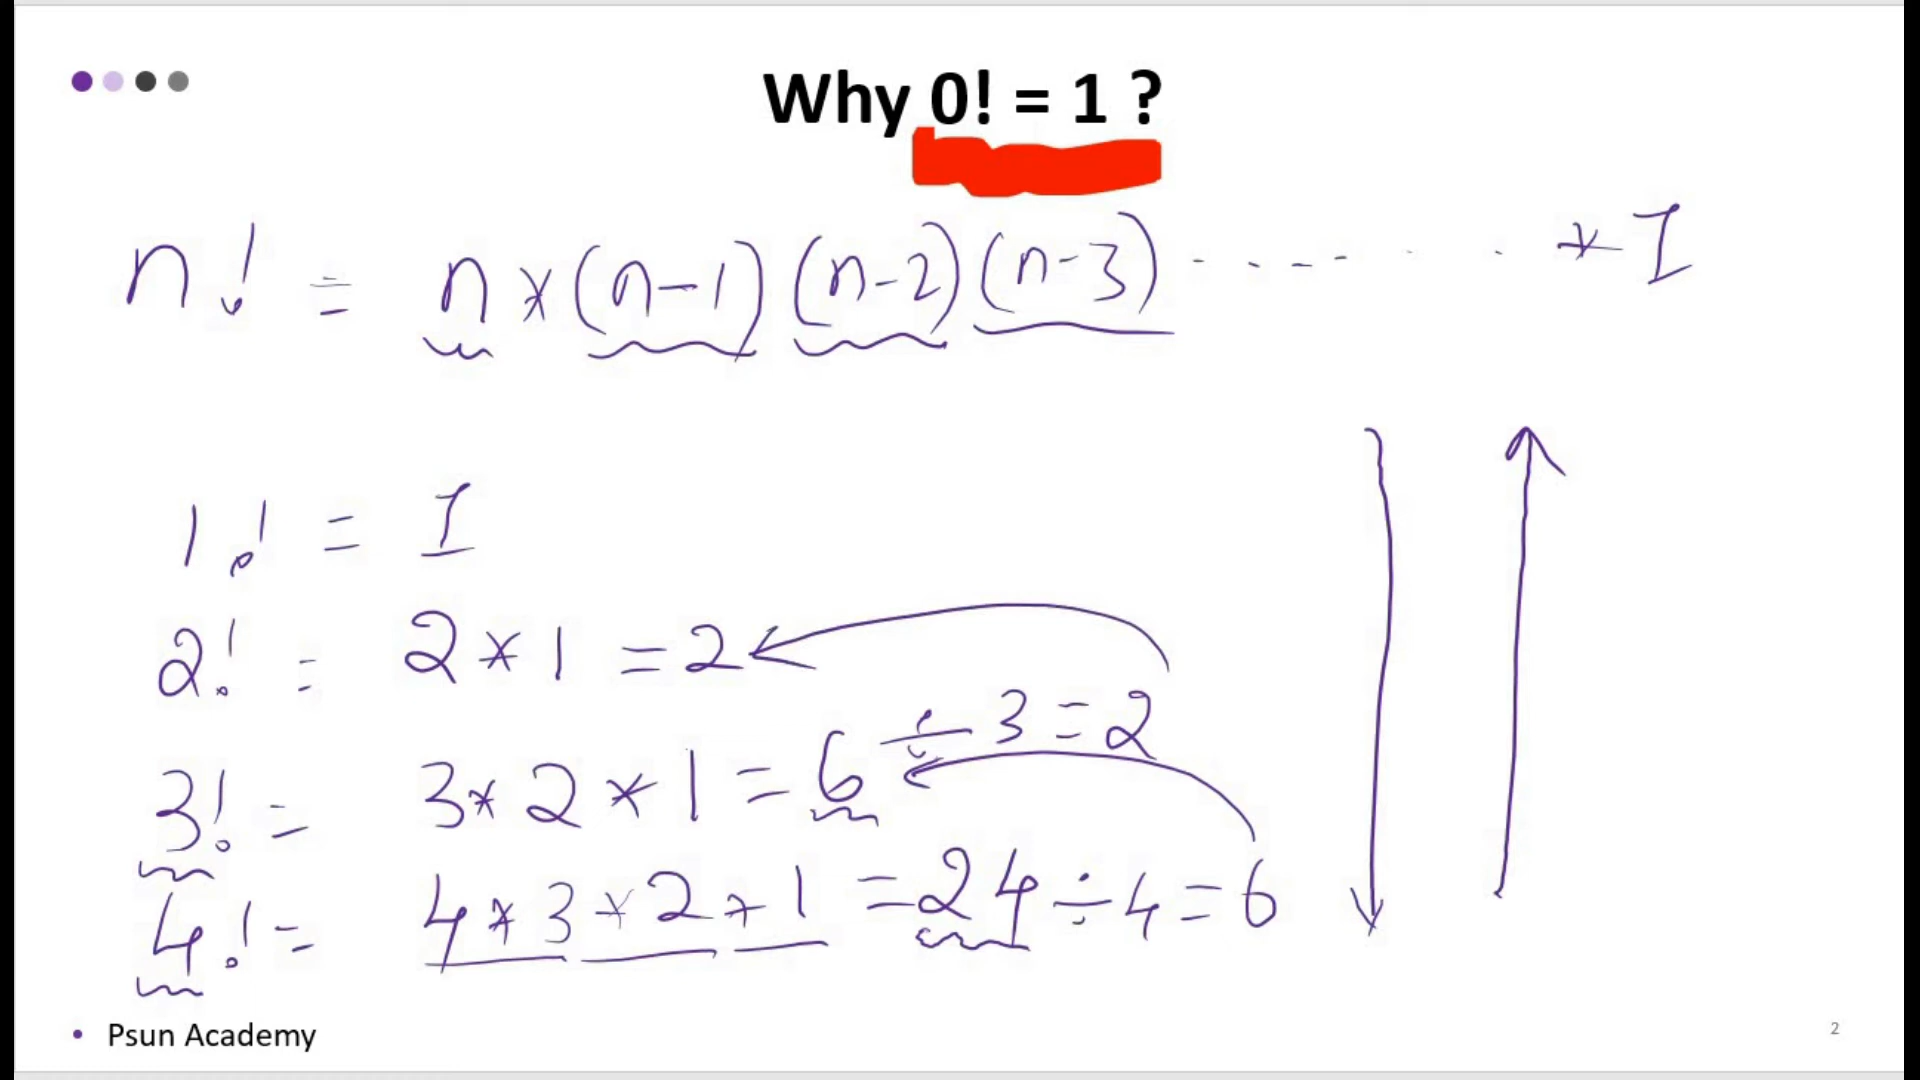 Why 0! = 1 ?
n! = n * (n-1) (n-2) (n-3) ------- * 1
1! = 1
2! = 2 * 1 = 2
3! = 3 * 2 * 1 = 6 ÷ 3 = 2
4! = 4 * 3 * 2 * 1 = 24 ÷ 4 = 6
• Psun Academy
2